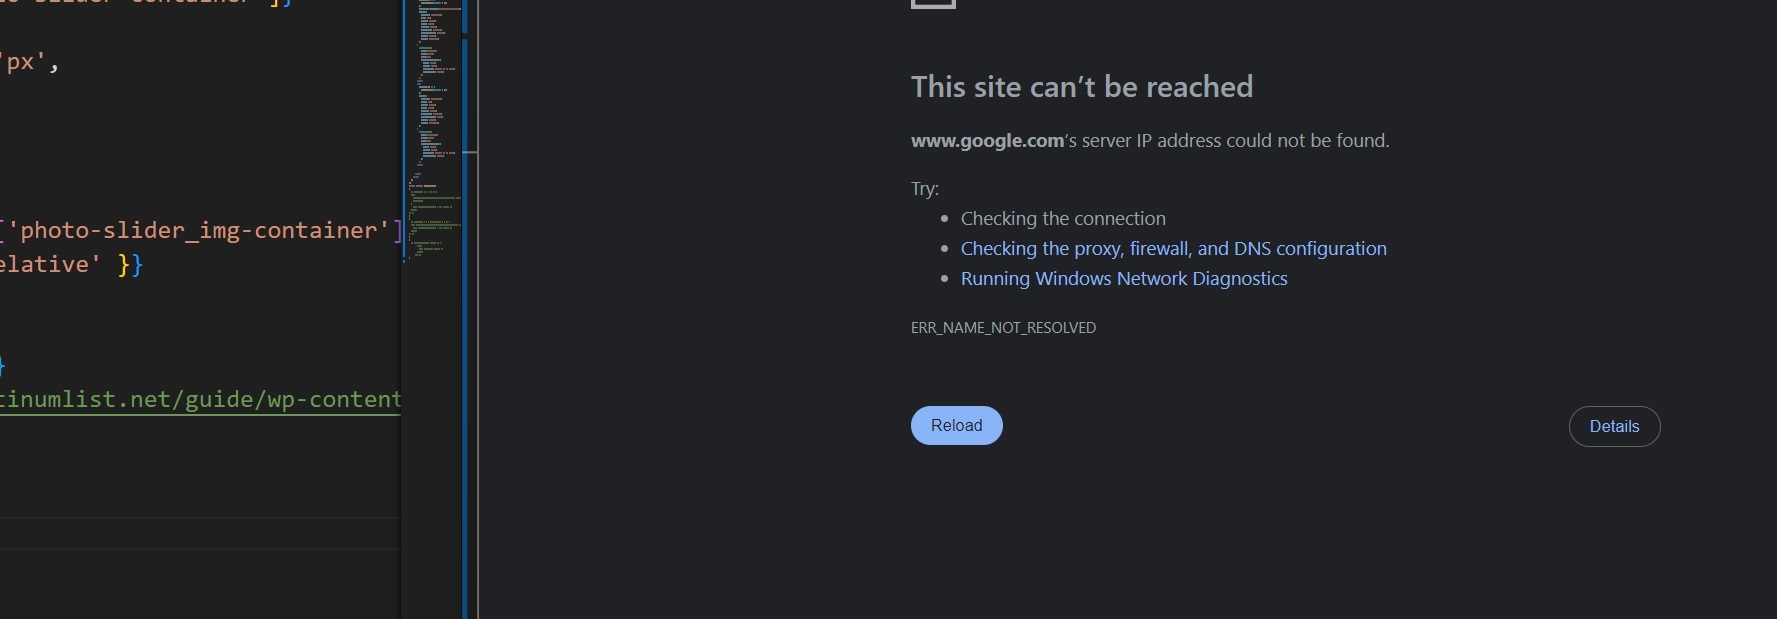 'px',
['photo-slider_img-container']
elative' }}
}
tinumlist.net/guide/wp-content
This site can’t be reached
www.google.com’s server IP address could not be found.
Try:
Checking the connection
Checking the proxy, firewall, and DNS configuration
Running Windows Network Diagnostics
ERR_NAME_NOT_RESOLVED
Reload
Details